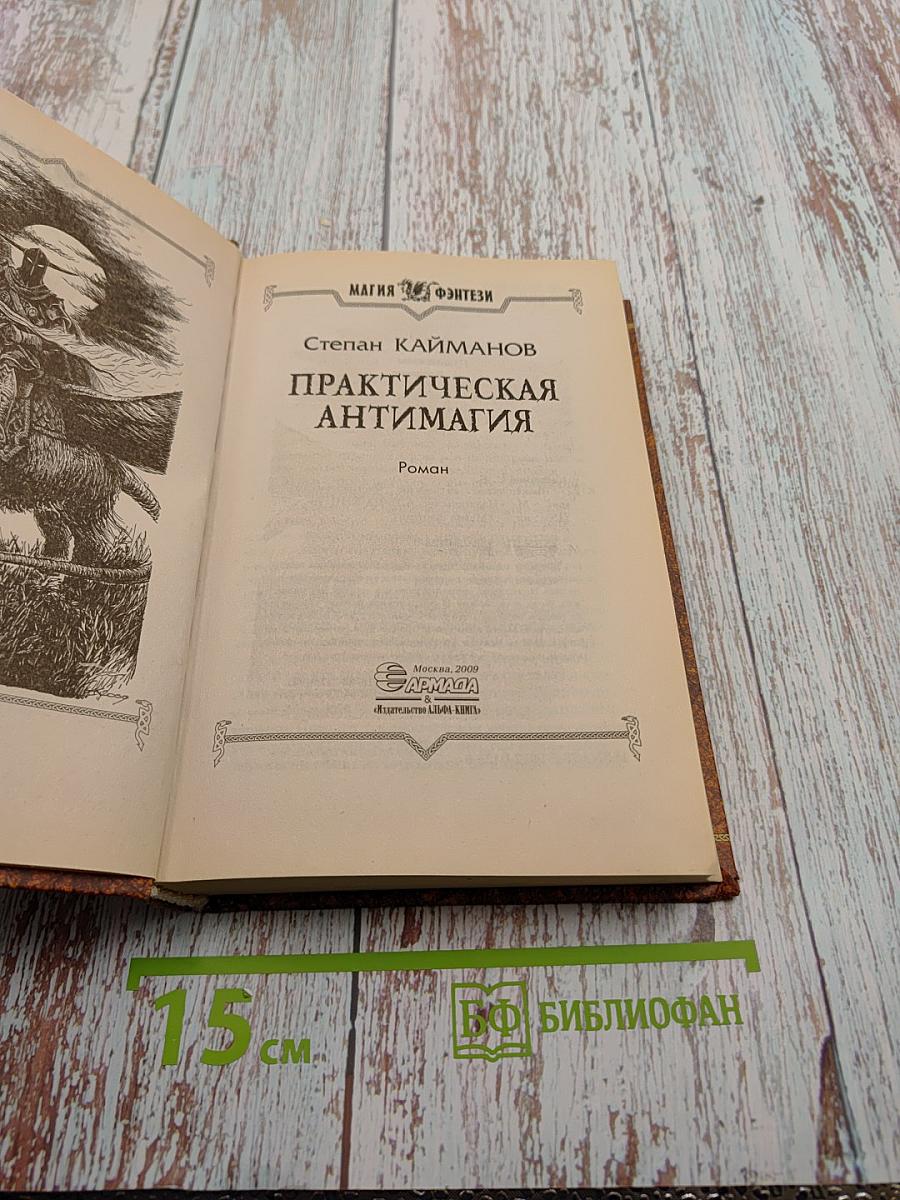 МАГИЯ ФЭНТЕЗИ
Степан КАЙМАНОВ
ПРАКТИЧЕСКАЯ
АНТИМАГИЯ
Роман
Москва, 2009
АРМАДА
&
«Издательство АЛЬФА-КНИГА»
15 см
БФ БИБЛИОФАН